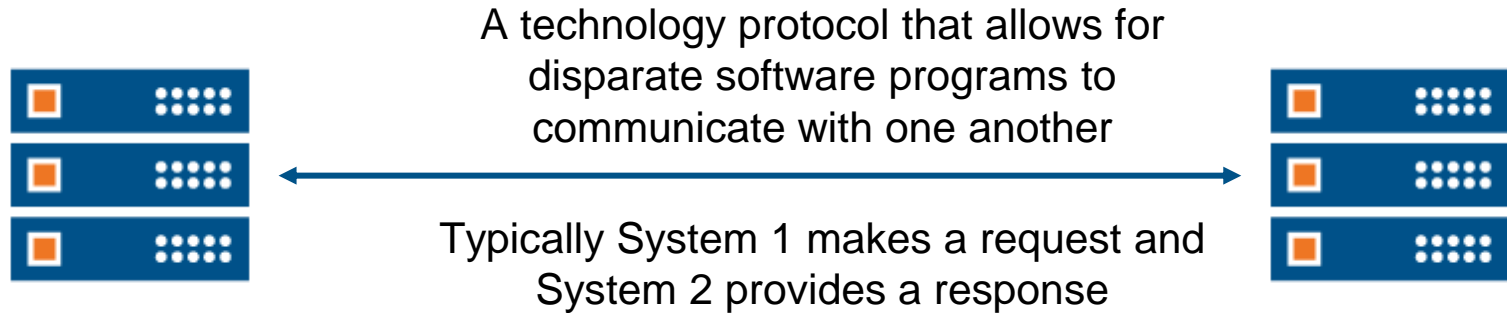 A technology protocol that allows for
disparate software programs to
communicate with one another
Typically System 1 makes a request and
System 2 provides a response